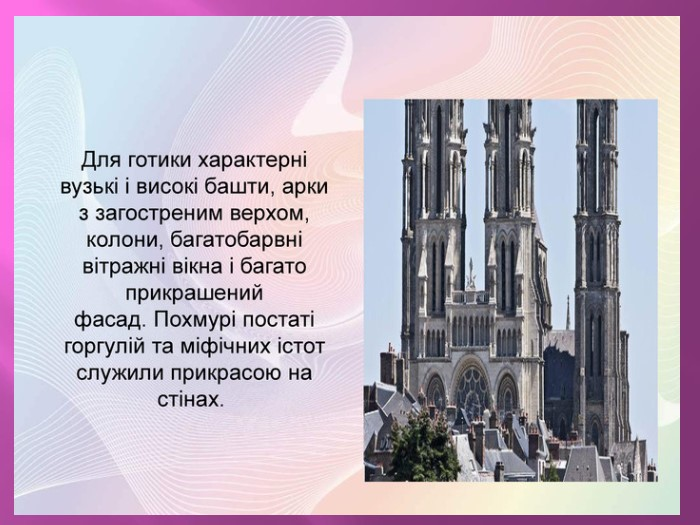 Для готики характерні
вузькі і високі башти, арки
з загостреним верхом,
колони, багатобарвні
вітражні вікна і багато
прикрашений
фасад. Похмурі постаті
горгулій та міфічних істот
служили прикрасою на
стінах.